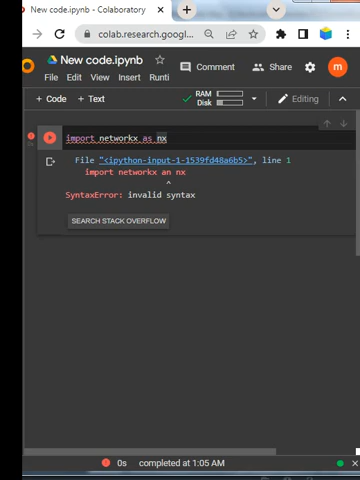 New code.ipynb - Colaboratory
colab.research.goog...
New code.ipynb
Comment
Share
m
File Edit View Insert Runti
+ Code + Text
RAM
Disk
Editing
import networkx as nx
File "<ipython-input-1-1539fd48a6b5>", line 1
import networkx an nx
^
SyntaxError: invalid syntax
SEARCH STACK OVERFLOW
0s completed at 1:05 AM